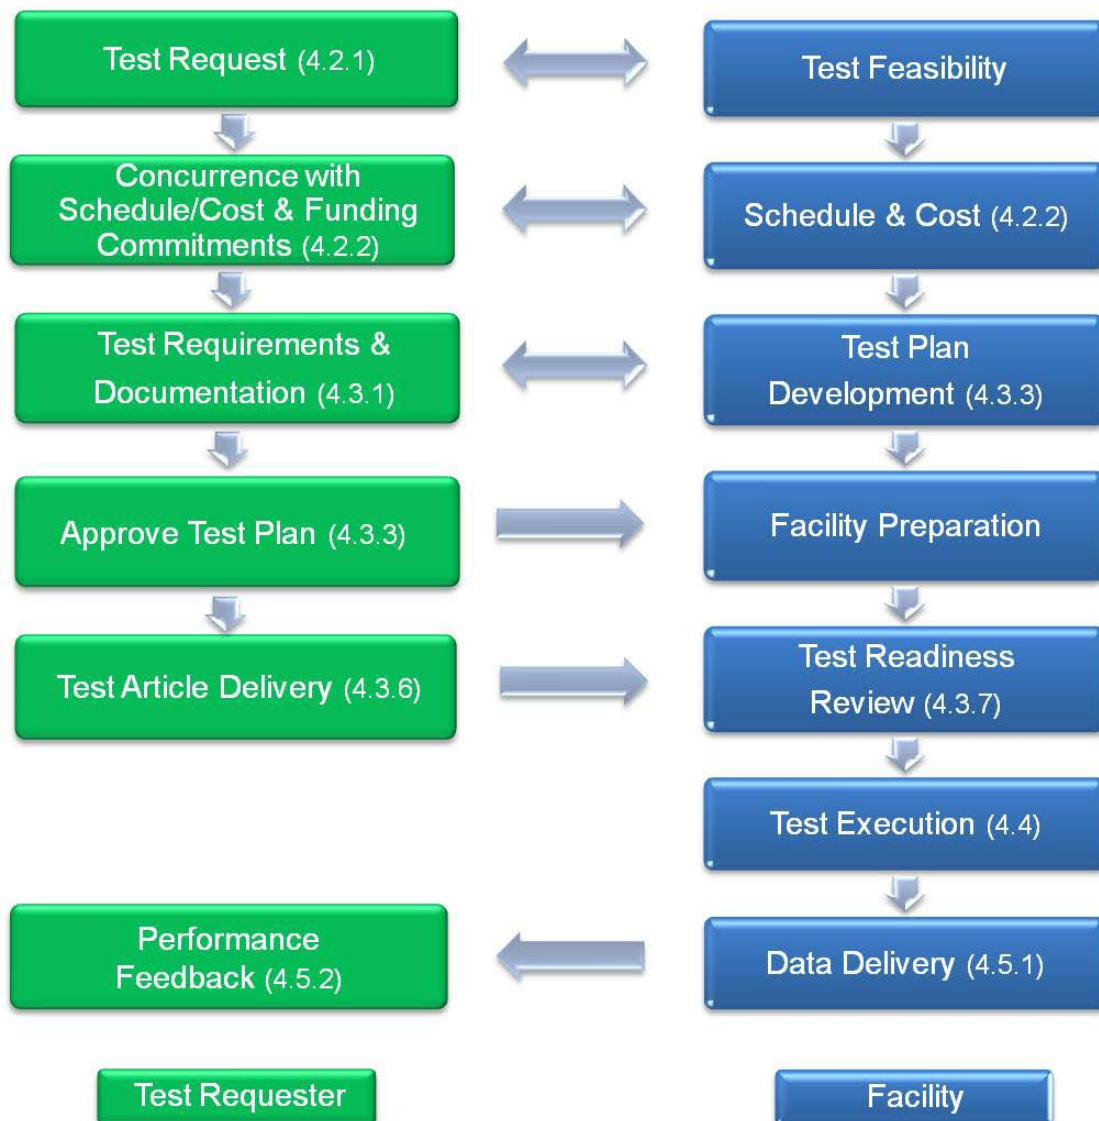 Test Request (4.2.1)
Test Feasibility
Concurrence with
Schedule/Cost & Funding
Commitments (4.2.2)
Schedule & Cost (4.2.2)
Test Requirements &
Documentation (4.3.1)
Test Plan
Development (4.3.3)
Approve Test Plan (4.3.3)
Facility Preparation
Test Article Delivery (4.3.6)
Test Readiness
Review (4.3.7)
Test Execution (4.4)
Performance
Feedback (4.5.2)
Data Delivery (4.5.1)
Test Requester
Facility